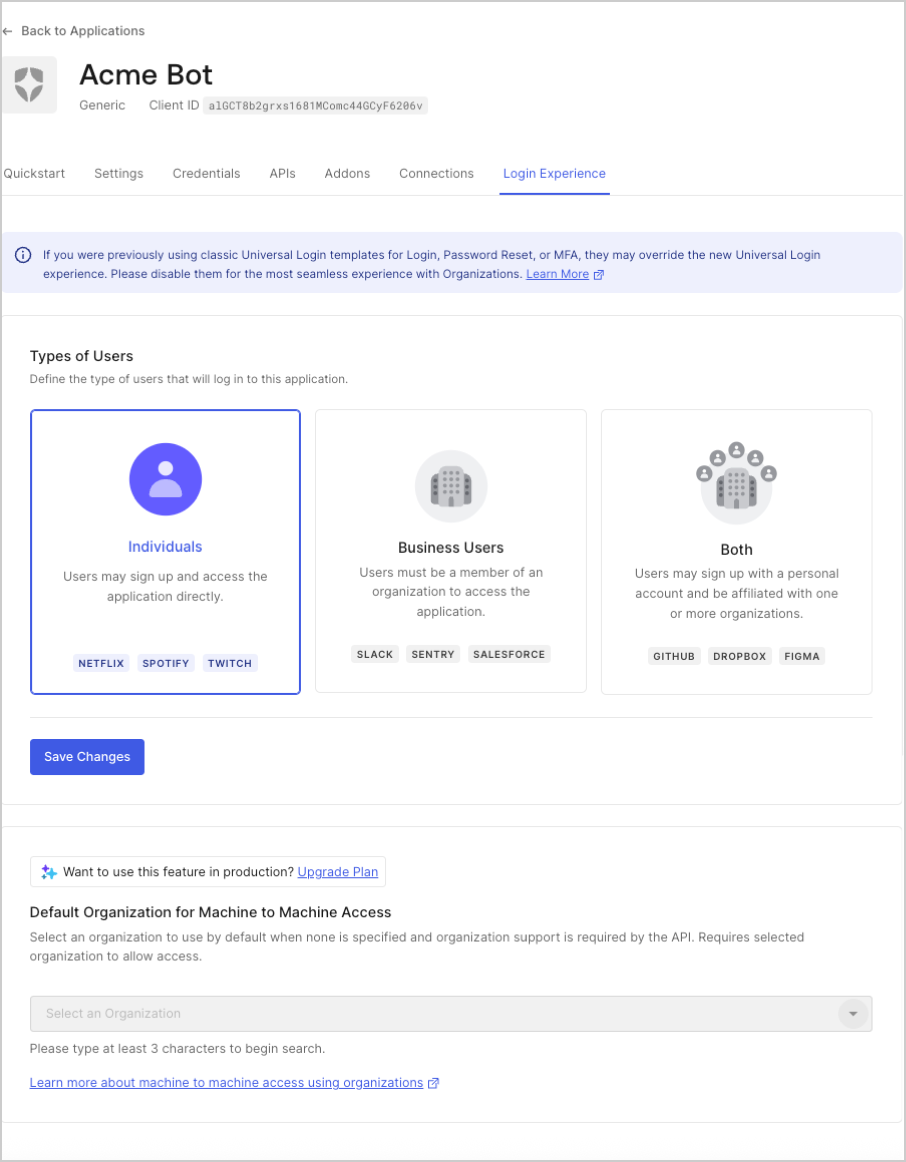 Back to Applications
Acme Bot
Generic
Client ID alGCT8b2grxs1681MComc44GCyF6206v
Quickstart Settings Credentials APIs Addons Connections Login Experience
If you were previously using classic Universal Login templates for Login, Password Reset, or MFA, they may override the new Universal Login
experience. Please disable them for the most seamless experience with Organizations. Learn More
Types of Users
Define the type of users that will log in to this application.
Individuals
Users may sign up and access the
application directly.
NETFLIX SPOTIFY TWITCH
Business Users
Users must be a member of an
organization to access the
application.
SLACK SENTRY SALESFORCE
Both
Users may sign up with a personal
account and be affiliated with one
or more organizations.
GITHUB DROPBOX FIGMA
Save Changes
Want to use this feature in production? Upgrade Plan
Default Organization for Machine to Machine Access
Select an organization to use by default when none is specified and organization support is required by the API. Requires selected
organization to allow access.
Select an Organization
Please type at least 3 characters to begin search.
Learn more about machine to machine access using organizations